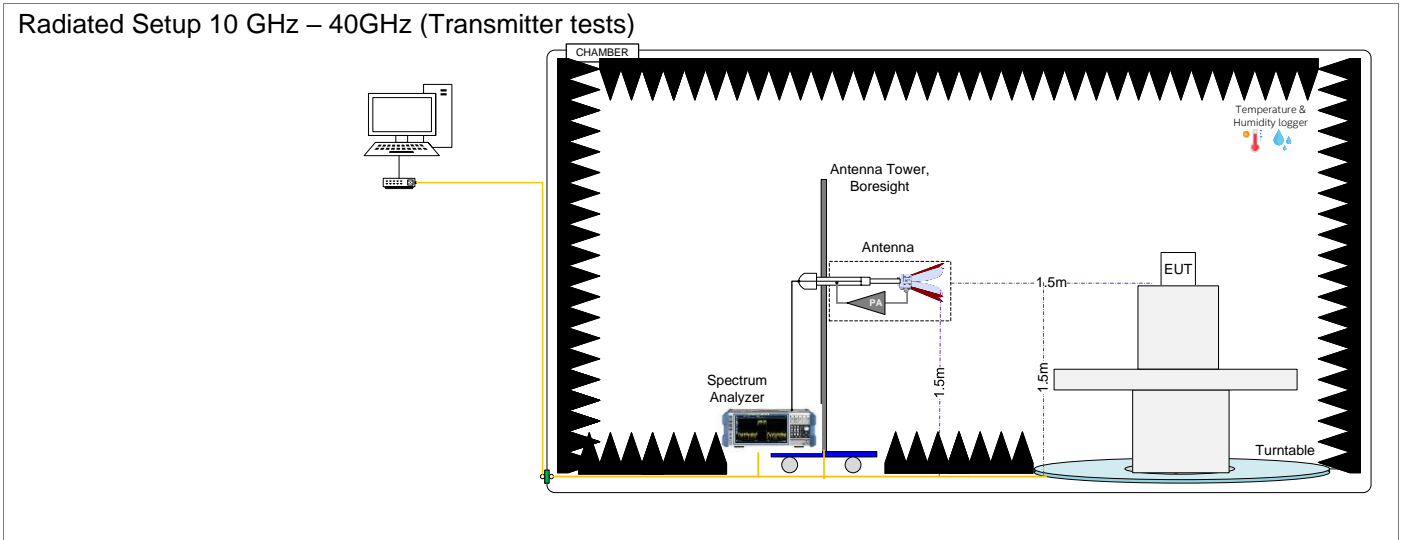 Radiated Setup 10 GHz – 40GHz (Transmitter tests)
CHAMBER
Temperature &
Humidity logger
Antenna Tower,
Boresight
Antenna
EUT
1.5m
PA
1.5m
1.5m
Spectrum
Analyzer
Turntable